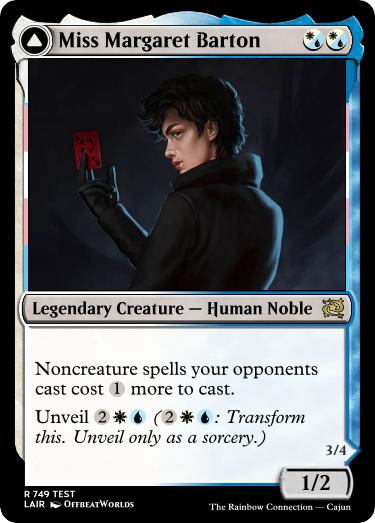 Miss Margaret Barton
Legendary Creature — Human Noble
Noncreature spells your opponents
cast cost 1 more to cast.
Unveil 2 (2 : Transform
this. Unveil only as a sorcery.)
3/4
1/2
R 749 TEST
LAIR OFFBEATWORLDS
The Rainbow Connection — Cajun